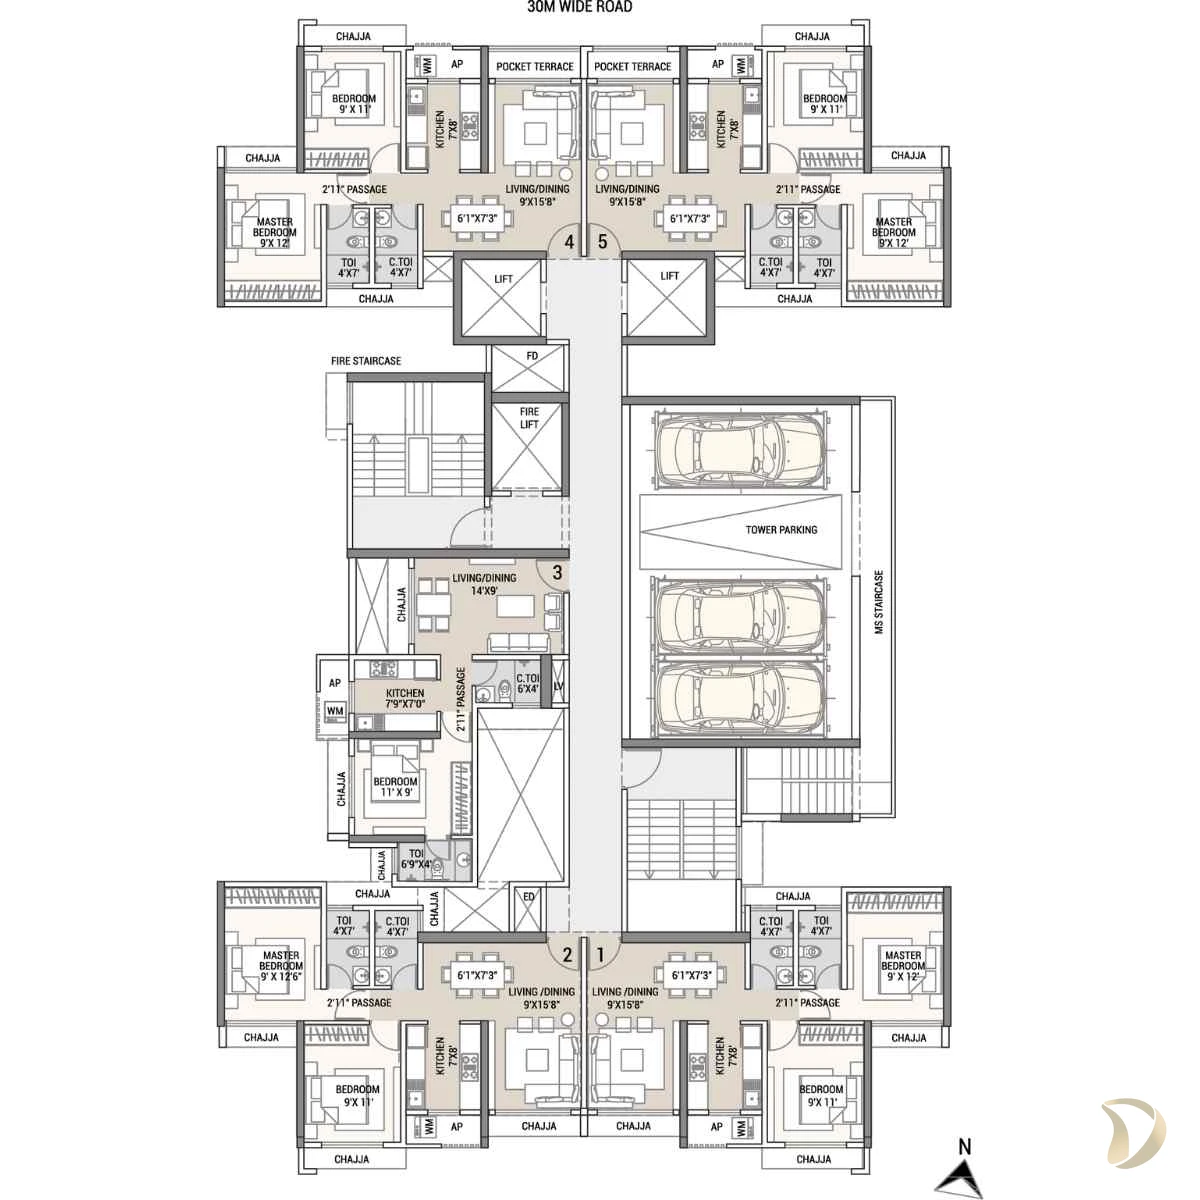 30M WIDE ROAD
CHAJJA
CHAJJA
WM
AP
POCKET TERRACE
POCKET TERRACE
AP
WM
BEDROOM
9' X 11'
KITCHEN
7'X8'
KITCHEN
7'X8'
BEDROOM
9' X 11'
CHAJJA
CHAJJA
2'11" PASSAGE
LIVING/DINING
9'X15'8"
LIVING/DINING
9'X15'8"
2'11" PASSAGE
MASTER
BEDROOM
9' X 12'
6'1"X7'3"
6'1"X7'3"
MASTER
BEDROOM
9' X 12'
4
5
TOI
4'X7'
C.TOI
4'X7'
C.TOI
4'X7'
TOI
4'X7'
CHAJJA
LIFT
LIFT
CHAJJA
FD
FIRE STAIRCASE
FIRE
LIFT
TOWER PARKING
MS STAIRCASE
LIVING/DINING
14'X9'
3
CHAJJA
AP
WM
KITCHEN
7'9"X7'0"
2'11" PASSAGE
C.TOI
6'X4'
LV
CHAJJA
BEDROOM
11' X 9'
TOI
6'9"X4'
CHAJJA
CHAJJA
CHAJJA
ED
CHAJJA
TOI
4'X7'
C.TOI
4'X7'
C.TOI
4'X7'
TOI
4'X7'
2
1
MASTER
BEDROOM
9' X 12'6"
6'1"X7'3"
6'1"X7'3"
MASTER
BEDROOM
9' X 12'
2'11" PASSAGE
LIVING /DINING
9'X15'8"
LIVING /DINING
9'X15'8"
2'11" PASSAGE
CHAJJA
CHAJJA
KITCHEN
7'X8'
KITCHEN
7'X8'
BEDROOM
9'X 11'
BEDROOM
9'X 11'
WM
AP
CHAJJA
CHAJJA
AP
WM
CHAJJA
CHAJJA
N